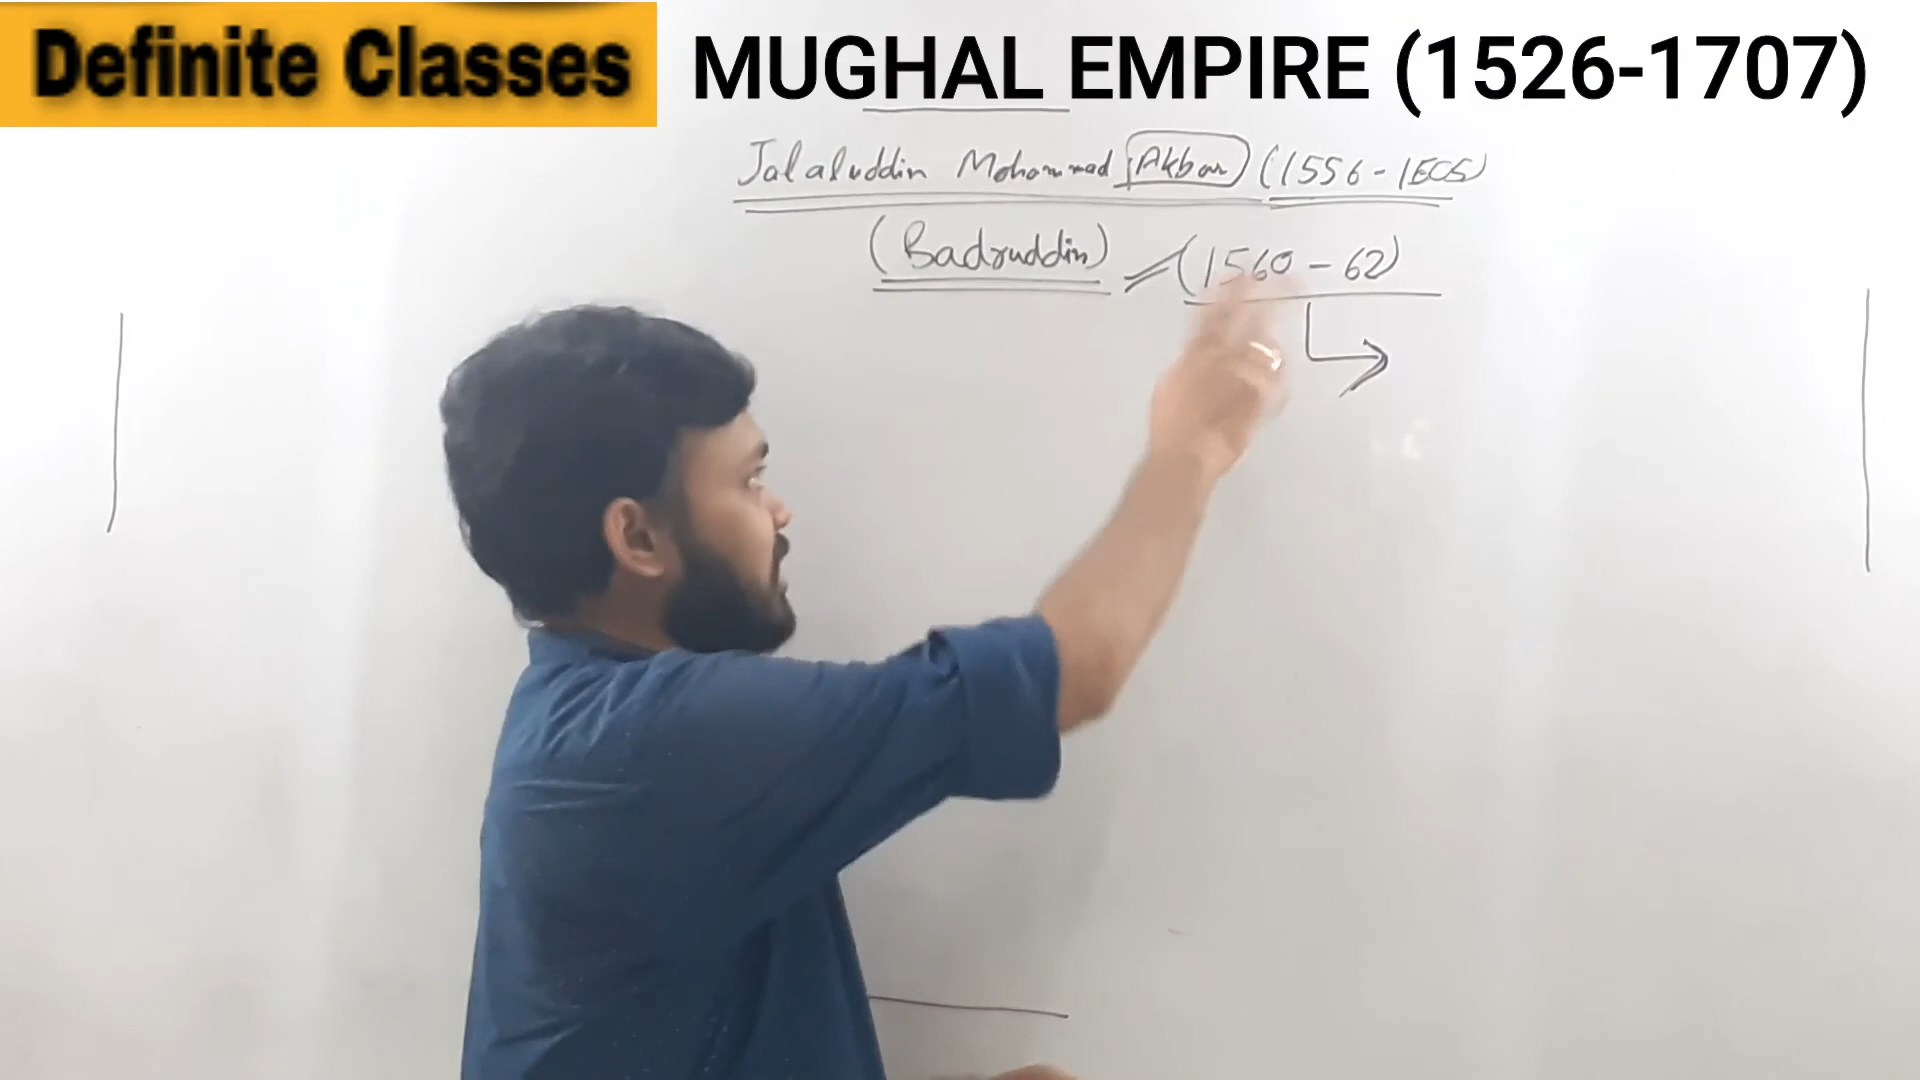 Definite Classes
MUGHAL EMPIRE (1526-1707)
Jalaluddin Mohammad Akbar (1556-1605)
(Badruddin) (1560-62)